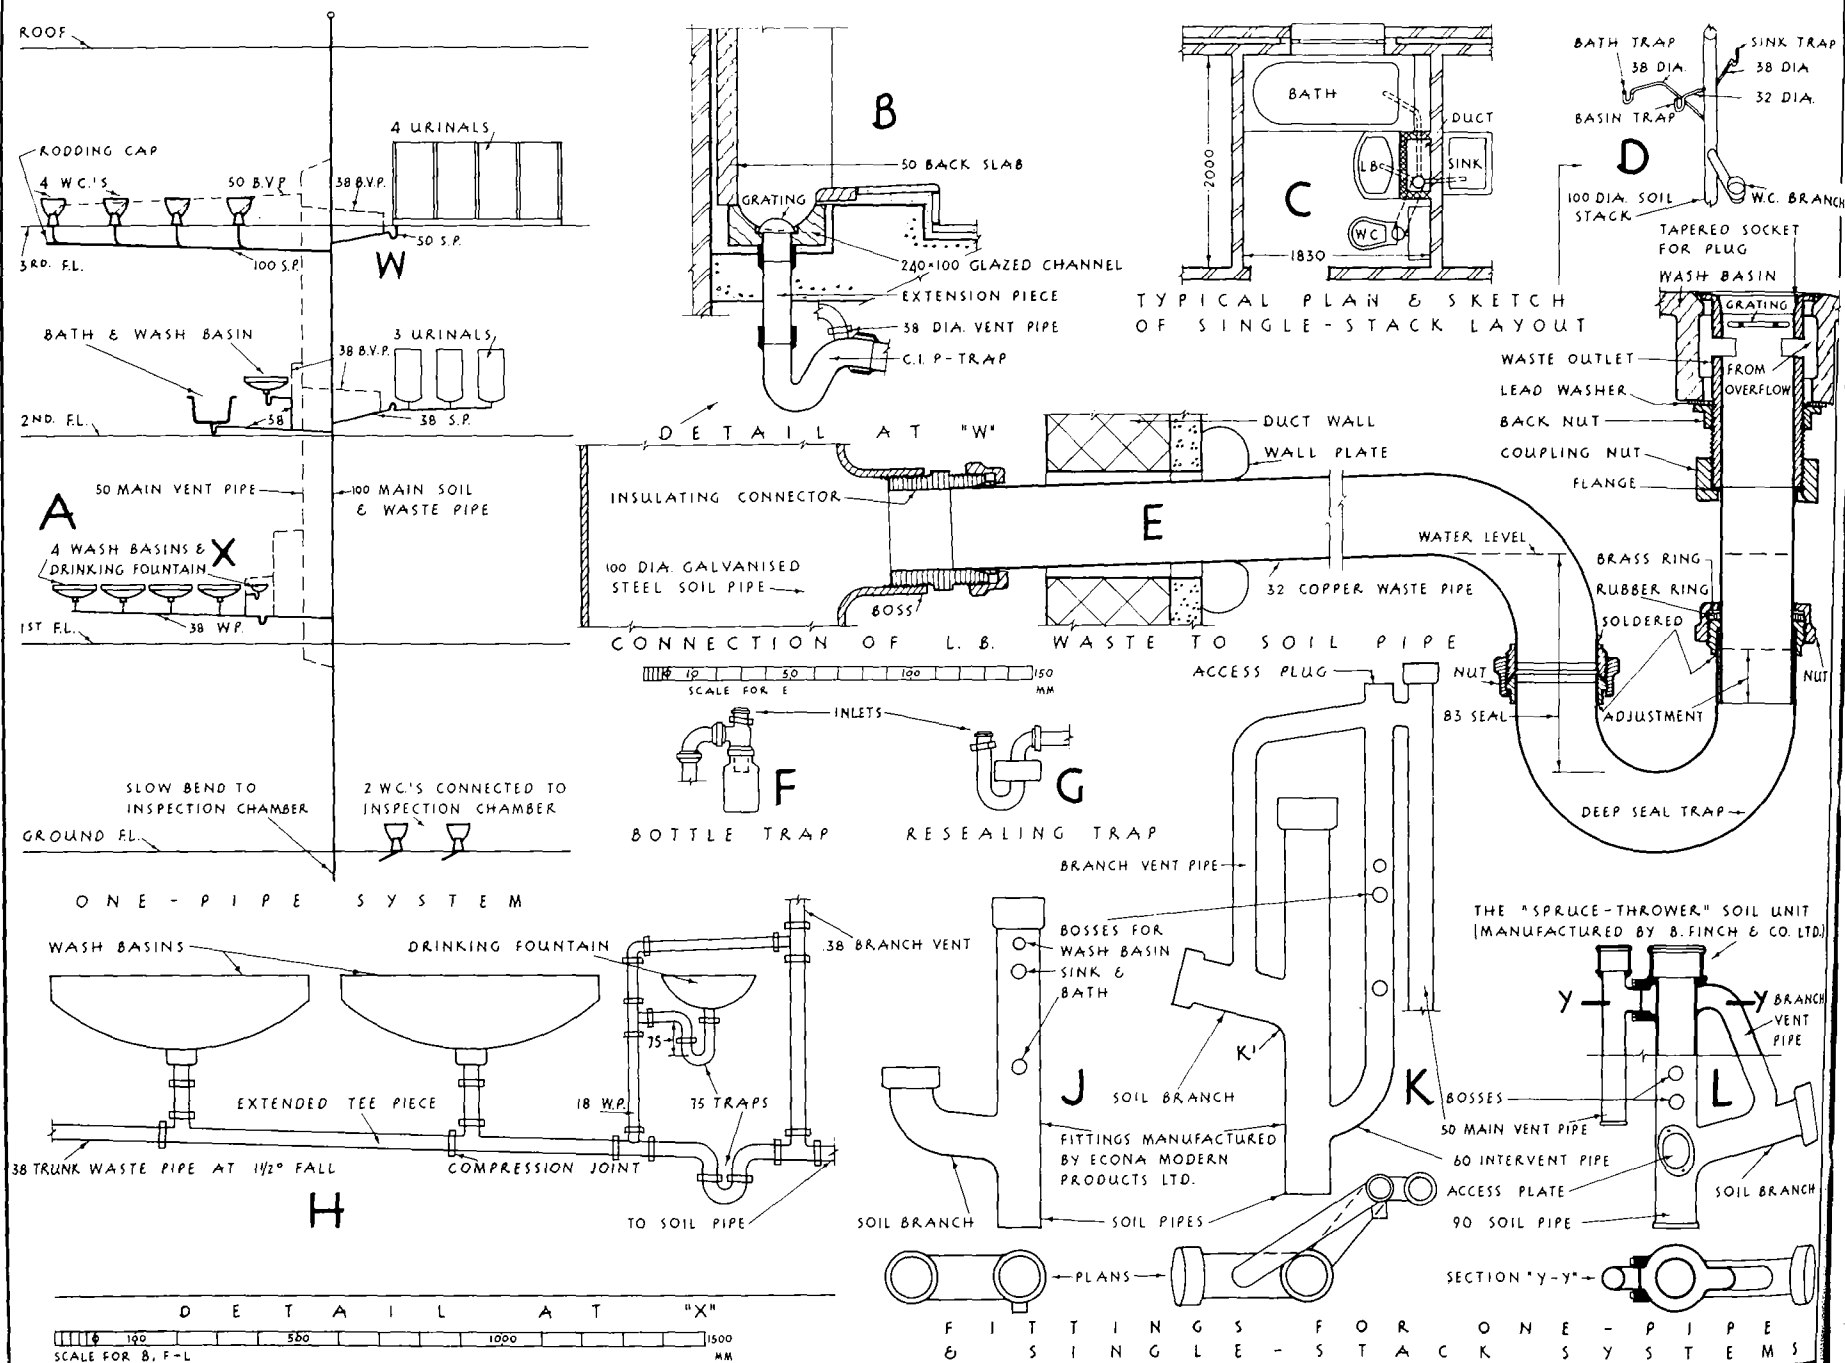 ROOF
RODDING CAP
4 W.C.'S
50 B.V.P.
38 B.V.P.
4 URINALS
3RD. F.L.
100 S.P.
50 S.P.
W
BATH & WASH BASIN
38 B.V.P.
3 URINALS
2ND. F.L.
38
38 S.P.
50 MAIN VENT PIPE
100 MAIN SOIL
& WASTE PIPE
A
4 WASH BASINS &
DRINKING FOUNTAIN
X
1ST F.L.
38 W.P.
SLOW BEND TO
INSPECTION CHAMBER
2 W.C.'S CONNECTED TO
INSPECTION CHAMBER
GROUND F.L.
ONE-PIPE SYSTEM
B
50 BACK SLAB
GRATING
240×100 GLAZED CHANNEL
EXTENSION PIECE
38 DIA. VENT PIPE
C.I. P-TRAP
DETAIL AT "W"
BATH
DUCT
LB
SINK
WC
C
2000
1830
TYPICAL PLAN & SKETCH
OF SINGLE-STACK LAYOUT
BATH TRAP
38 DIA.
SINK TRAP
38 DIA
32 DIA.
BASIN TRAP
D
100 DIA. SOIL
STACK
W.C. BRANCH
TAPERED SOCKET
FOR PLUG
WASH BASIN
GRATING
WASTE OUTLET
FROM
OVERFLOW
LEAD WASHER
BACK NUT
COUPLING NUT
FLANGE
DUCT WALL
WALL PLATE
INSULATING CONNECTOR
E
WATER LEVEL
100 DIA. GALVANISED
STEEL SOIL PIPE
BOSS
32 COPPER WASTE PIPE
BRASS RING
RUBBER RING
SOLDERED
CONNECTION OF L.B. WASTE TO SOIL PIPE
0 10 50 100 150
SCALE FOR E
MM
NUT
NUT
83 SEAL
ADJUSTMENT
DEEP SEAL TRAP
INLETS
F
G
BOTTLE TRAP
RESEALING TRAP
ACCESS PLUG
BRANCH VENT PIPE
BOSSES FOR
WASH BASIN
SINK &
BATH
K'
J
SOIL BRANCH
K
FITTINGS MANUFACTURED
BY ECONA MODERN
PRODUCTS LTD.
SOIL BRANCH
SOIL PIPES
PLANS
THE "SPRUCE-THROWER" SOIL UNIT
(MANUFACTURED BY B. FINCH & CO. LTD.)
Y
Y
BRANCH
VENT
PIPE
L
BOSSES
50 MAIN VENT PIPE
60 INTERVENT PIPE
ACCESS PLATE
SOIL BRANCH
90 SOIL PIPE
SECTION "Y-Y"
WASH BASINS
DRINKING FOUNTAIN
38 BRANCH VENT
75
EXTENDED TEE PIECE
18 W.P.
75 TRAPS
38 TRUNK WASTE PIPE AT 1½° FALL
COMPRESSION JOINT
H
TO SOIL PIPE
DETAIL AT "X"
0 100 500 1000 1500
SCALE FOR B, F-L
MM
FITTINGS FOR ONE-PIPE
& SINGLE-STACK SYSTEMS